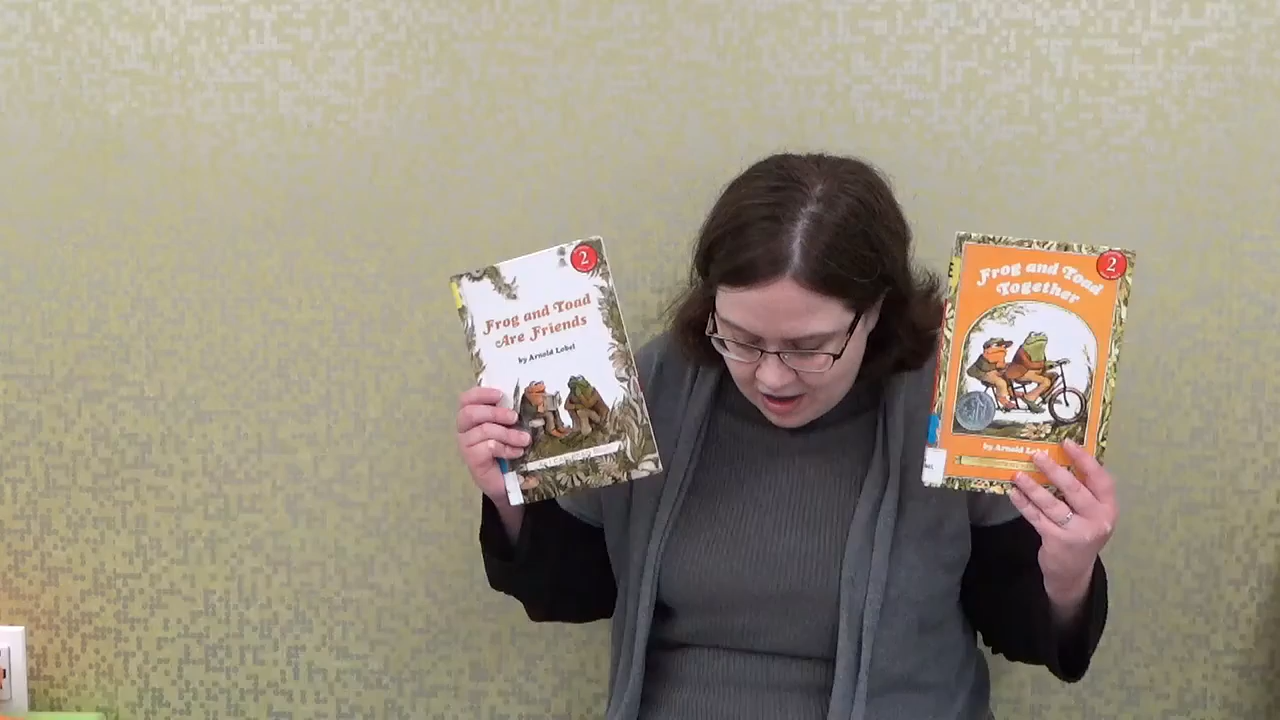 2
Frog and Toad
Are Friends
by Arnold Lobel
2
Frog and Toad
Together
by Arnold Lobel